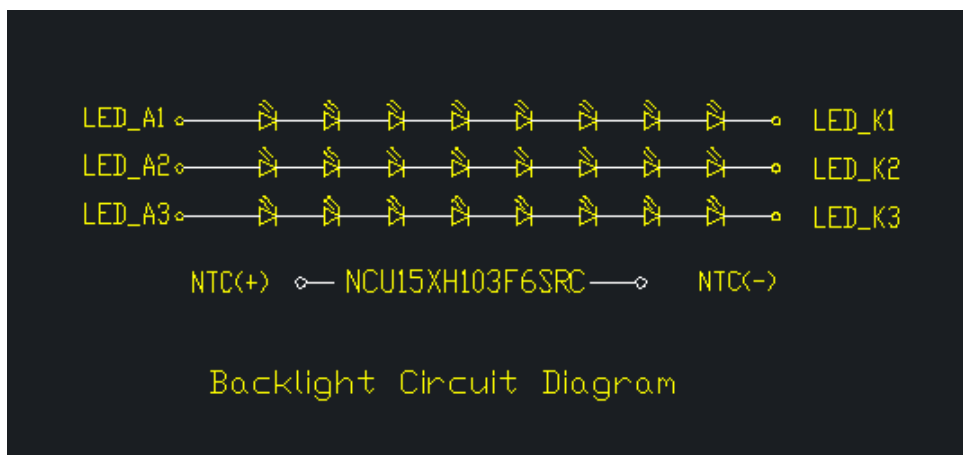 LED_A1 LED_K1
LED_A2 LED_K2
LED_A3 LED_K3
NTC(+) NCU15XH103F6SRC NTC(-)
Backlight Circuit Diagram